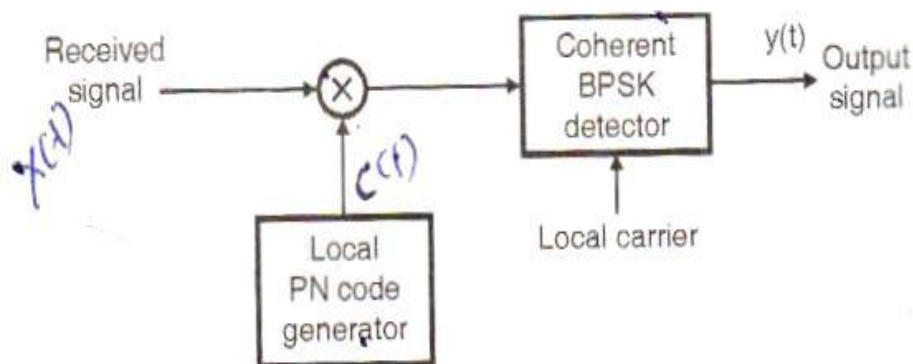 Received
signal
X(t)
C(t)
Local
PN code
generator
Coherent
BPSK
detector
Local carrier
y(t)
Output
signal